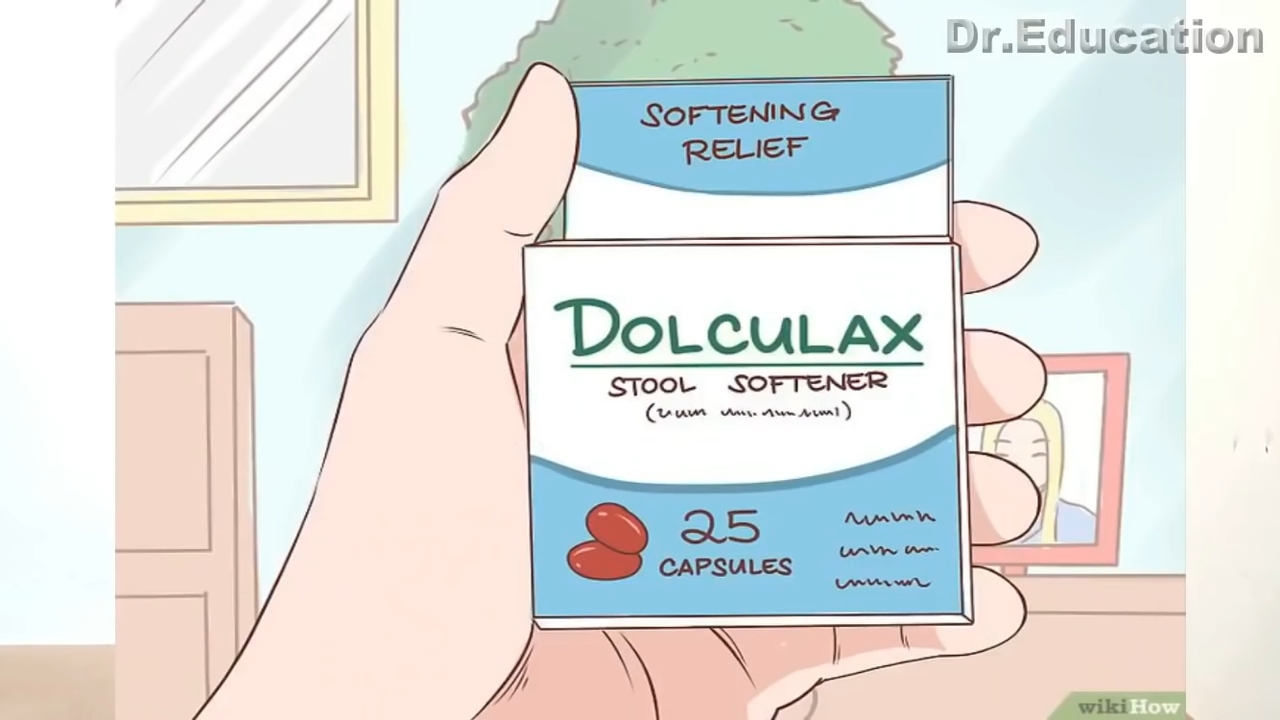 Dr.Education
SOFTENING
RELIEF
DOLCULAX
STOOL SOFTENER
25
CAPSULES
wikiHow